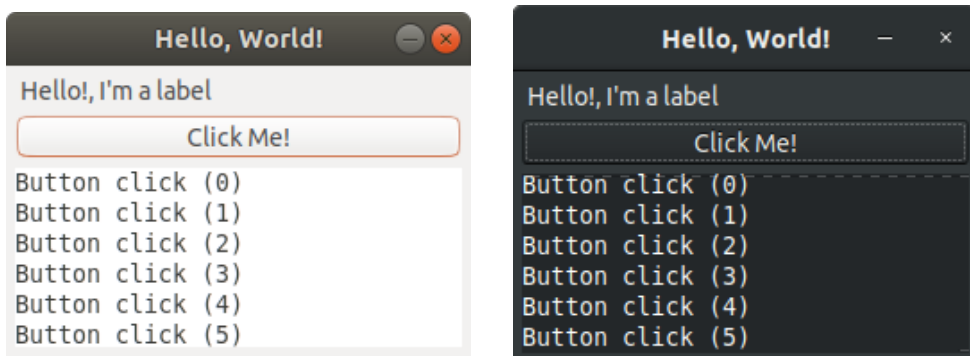 Hello, World!
Hello!, I'm a label
Click Me!
Button click (0)
Button click (1)
Button click (2)
Button click (3)
Button click (4)
Button click (5)
Hello, World!
Hello!, I'm a label
Click Me!
Button click (0)
Button click (1)
Button click (2)
Button click (3)
Button click (4)
Button click (5)